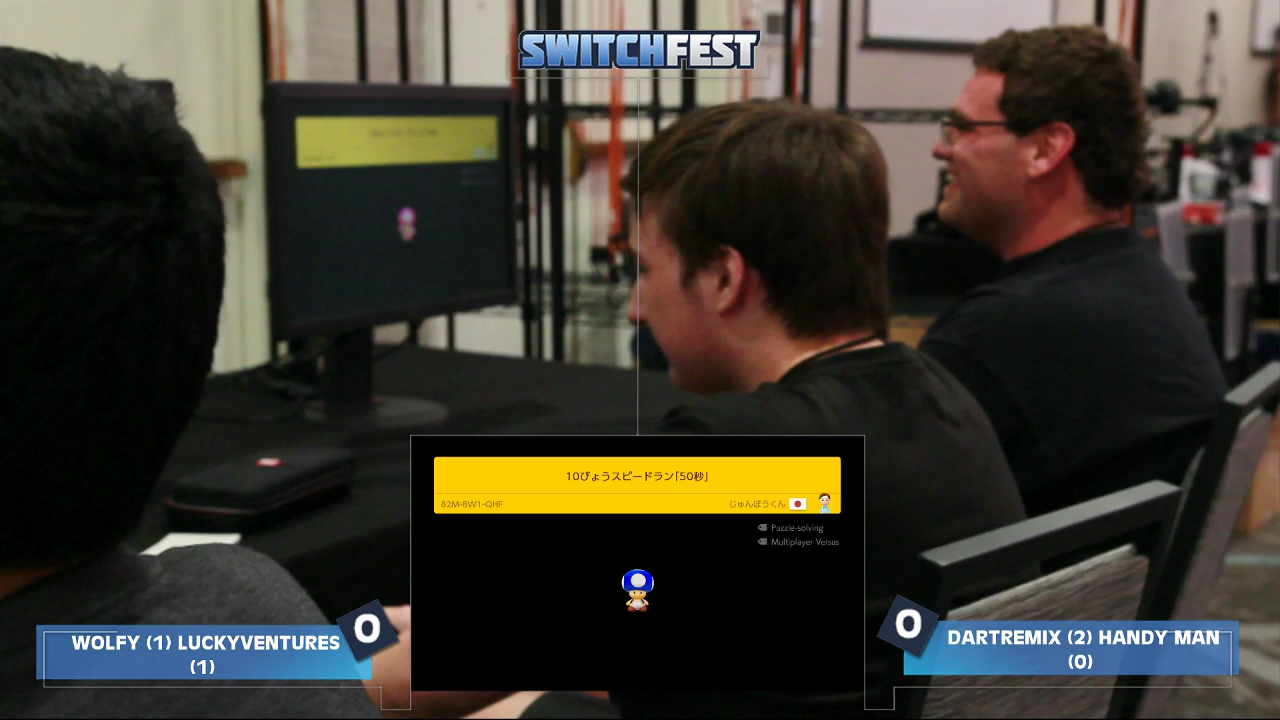 SWITCHFEST
10びょうスピードラン「50秒」
82M-8W1-QHF
じゅんぼうくん
Puzzle-solving
Multiplayer Versus
0
WOLFY (1) LUCKYVENTURES
(1)
0
DARTREMIX (2) HANDY MAN
(0)